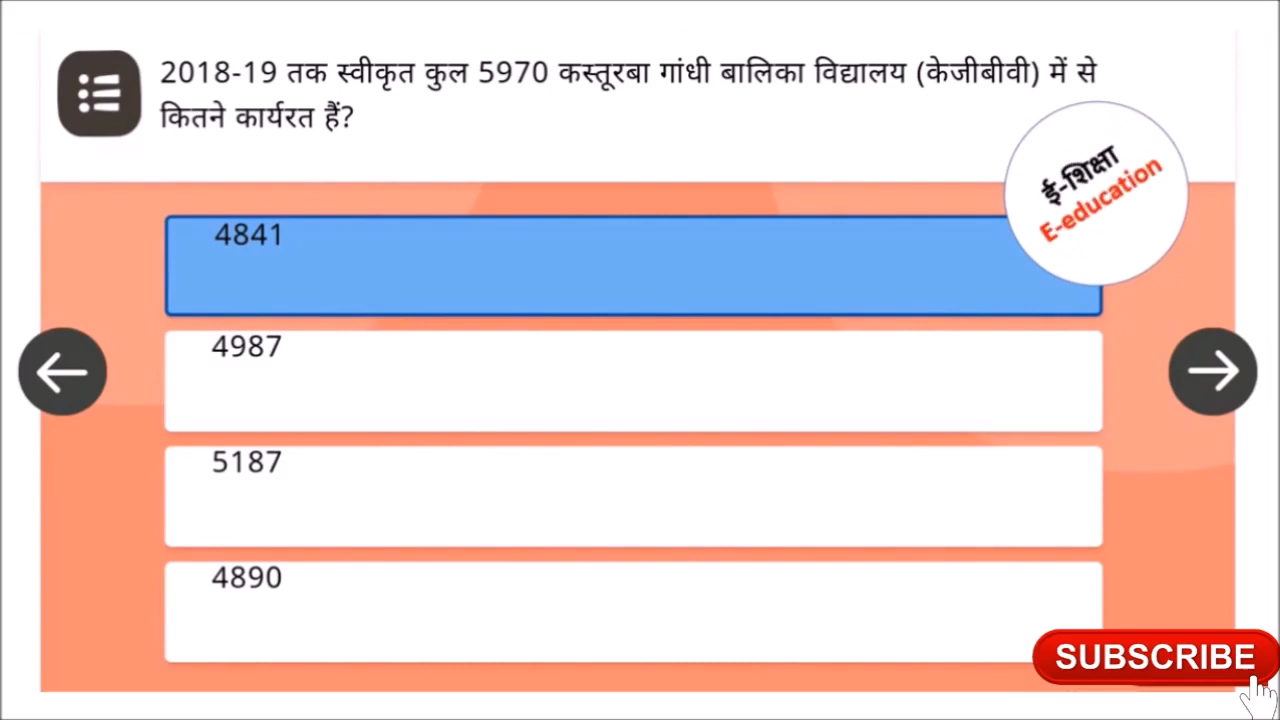 2018-19 तक स्वीकृत कुल 5970 कस्तूरबा गांधी बालिका विद्यालय (केजीबीवी) में से
कितने कार्यरत हैं?
ई-शिक्षा
E-education
4841
4987
5187
4890
SUBSCRIBE